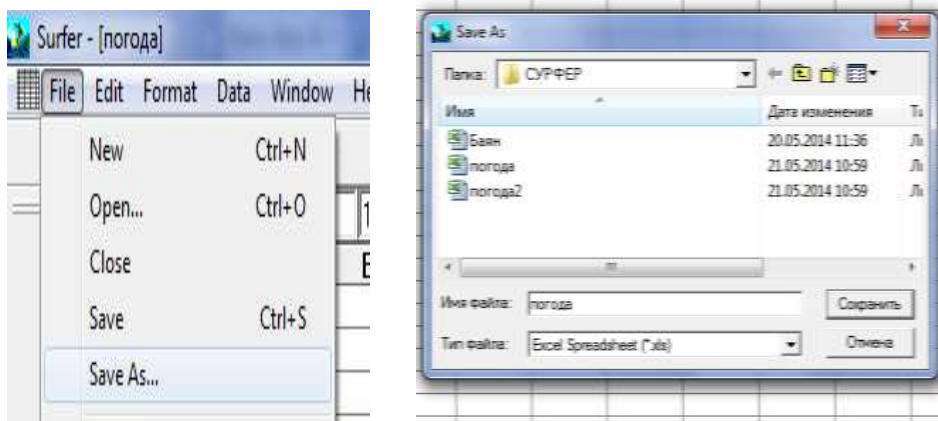 Surfer - [погода]
File Edit Format Data Window He
New Ctrl+N
Open... Ctrl+O
Close
Save Ctrl+S
Save As...
Save As
Папка: СУРФЕР
Имя Дата изменения
Баян 20.05.2014 11:36
погода 21.05.2014 10:59
погода2 21.05.2014 10:59
Имя файла: погода Сохранить
Тип файла: Excel Spreadsheet (*.xls) Отмена